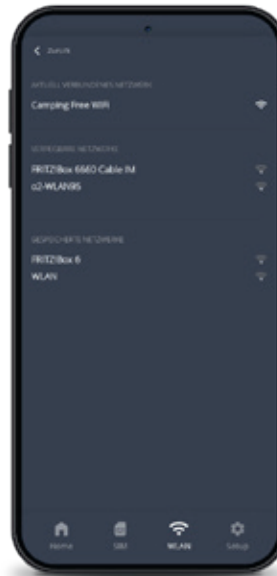 Zurück
AKTUELL VERBUNDENES NETZWERK
Camping Free WiFi
VERFÜGBARE NETZWERKE
FRITZ!Box 6660 Cable IM
o2-WLAN95
GESPEICHERTE NETZWERKE
FRITZ!Box 6
WLAN
Home
SIM
WLAN
Setup